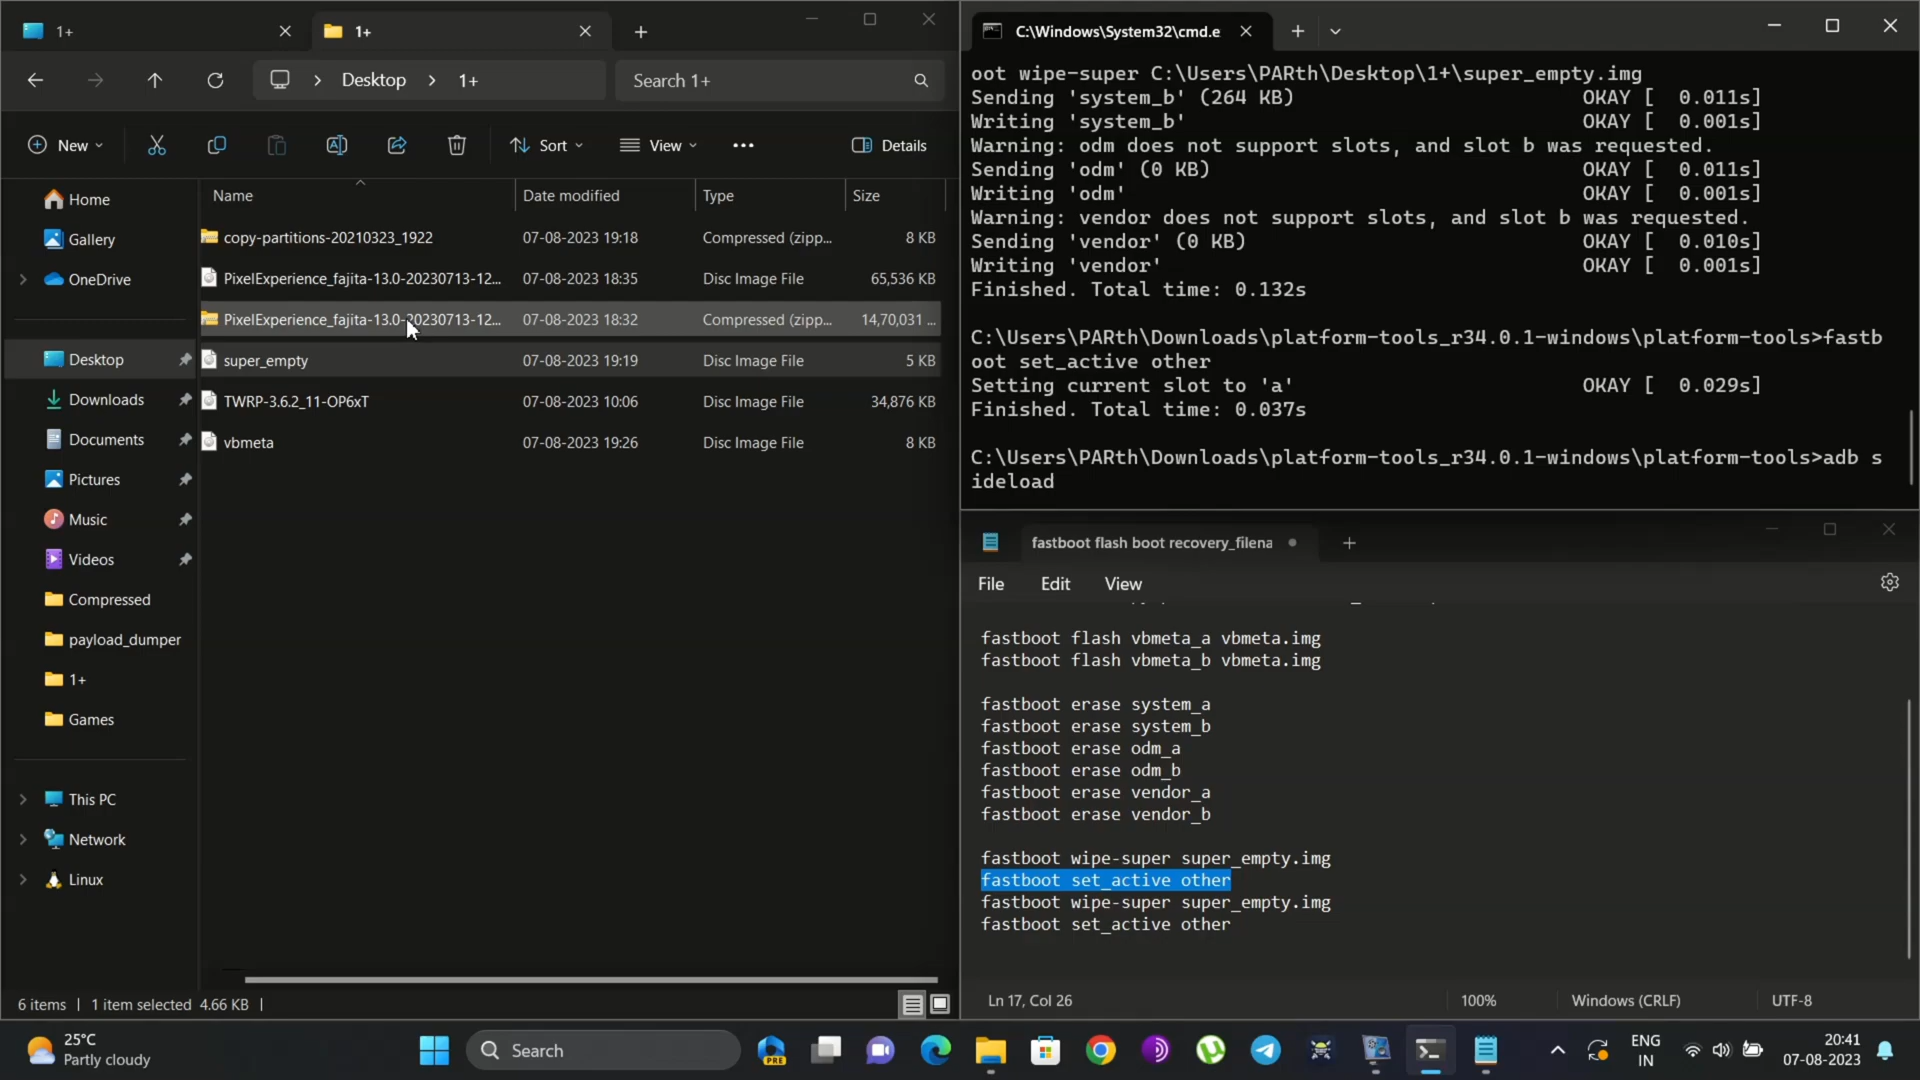 1+
1+
Desktop
1+
Search 1+
New
Sort
View
Details
Name
Date modified
Type
Size
Home
Gallery
OneDrive
Desktop
Downloads
Documents
Pictures
Music
Videos
Compressed
payload_dumper
1+
Games
This PC
Network
Linux
copy-partitions-20210323_1922 07-08-2023 19:18 Compressed (zipp... 8 KB
PixelExperience_fajita-13.0-20230713-12... 07-08-2023 18:35 Disc Image File 65,536 KB
PixelExperience_fajita-13.0-20230713-12... 07-08-2023 18:32 Compressed (zipp... 14,70,031 ...
super_empty 07-08-2023 19:19 Disc Image File 5 KB
TWRP-3.6.2_11-OP6xT 07-08-2023 10:06 Disc Image File 34,876 KB
vbmeta 07-08-2023 19:26 Disc Image File 8 KB
6 items | 1 item selected 4.66 KB |
C:\Windows\System32\cmd.e
oot wipe-super C:\Users\PARth\Desktop\1+\super_empty.img
Sending 'system_b' (264 KB) OKAY [ 0.011s]
Writing 'system_b' OKAY [ 0.001s]
Warning: odm does not support slots, and slot b was requested.
Sending 'odm' (0 KB) OKAY [ 0.011s]
Writing 'odm' OKAY [ 0.001s]
Warning: vendor does not support slots, and slot b was requested.
Sending 'vendor' (0 KB) OKAY [ 0.010s]
Writing 'vendor' OKAY [ 0.001s]
Finished. Total time: 0.132s
C:\Users\PARth\Downloads\platform-tools_r34.0.1-windows\platform-tools>fastb
oot set_active other
Setting current slot to 'a' OKAY [ 0.029s]
Finished. Total time: 0.037s
C:\Users\PARth\Downloads\platform-tools_r34.0.1-windows\platform-tools>adb s
ideload
fastboot flash boot recovery_filena
File Edit View
fastboot flash vbmeta_a vbmeta.img
fastboot flash vbmeta_b vbmeta.img
fastboot erase system_a
fastboot erase system_b
fastboot erase odm_a
fastboot erase odm_b
fastboot erase vendor_a
fastboot erase vendor_b
fastboot wipe-super super_empty.img
fastboot set_active other
fastboot wipe-super super_empty.img
fastboot set_active other
Ln 17, Col 26
100%
Windows (CRLF)
UTF-8
25°C
Partly cloudy
Search
PRE
ENG
IN
20:41
07-08-2023